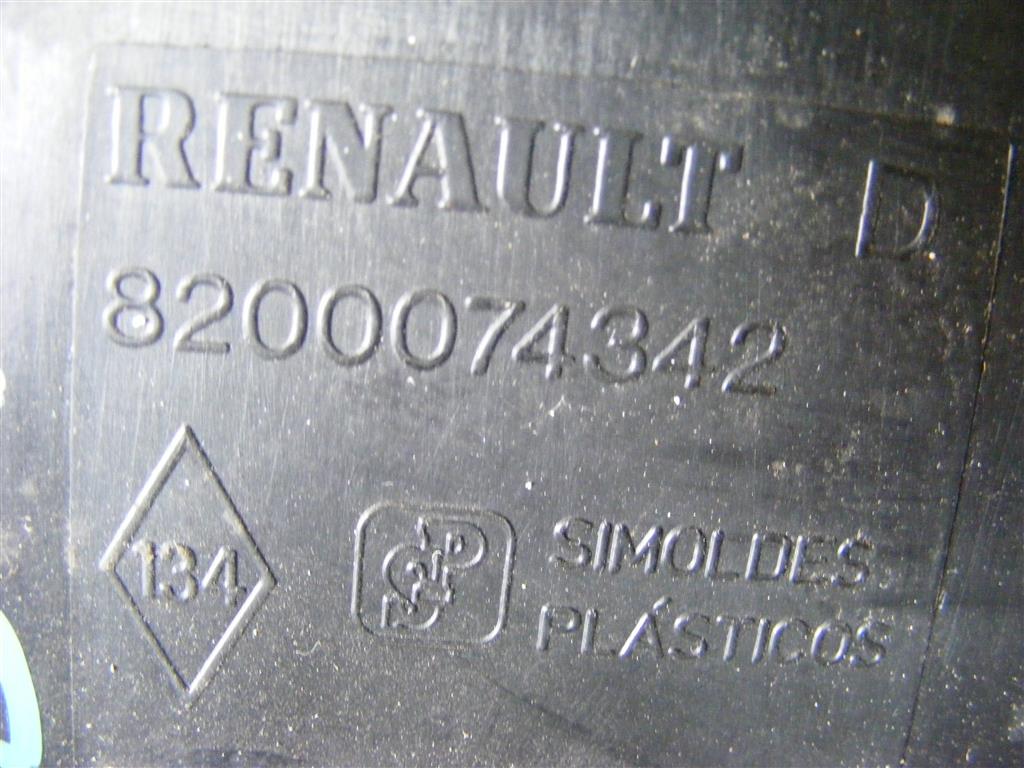 RENAULT D
8200074342
134
SIMOLDES
PLÁSTICOS